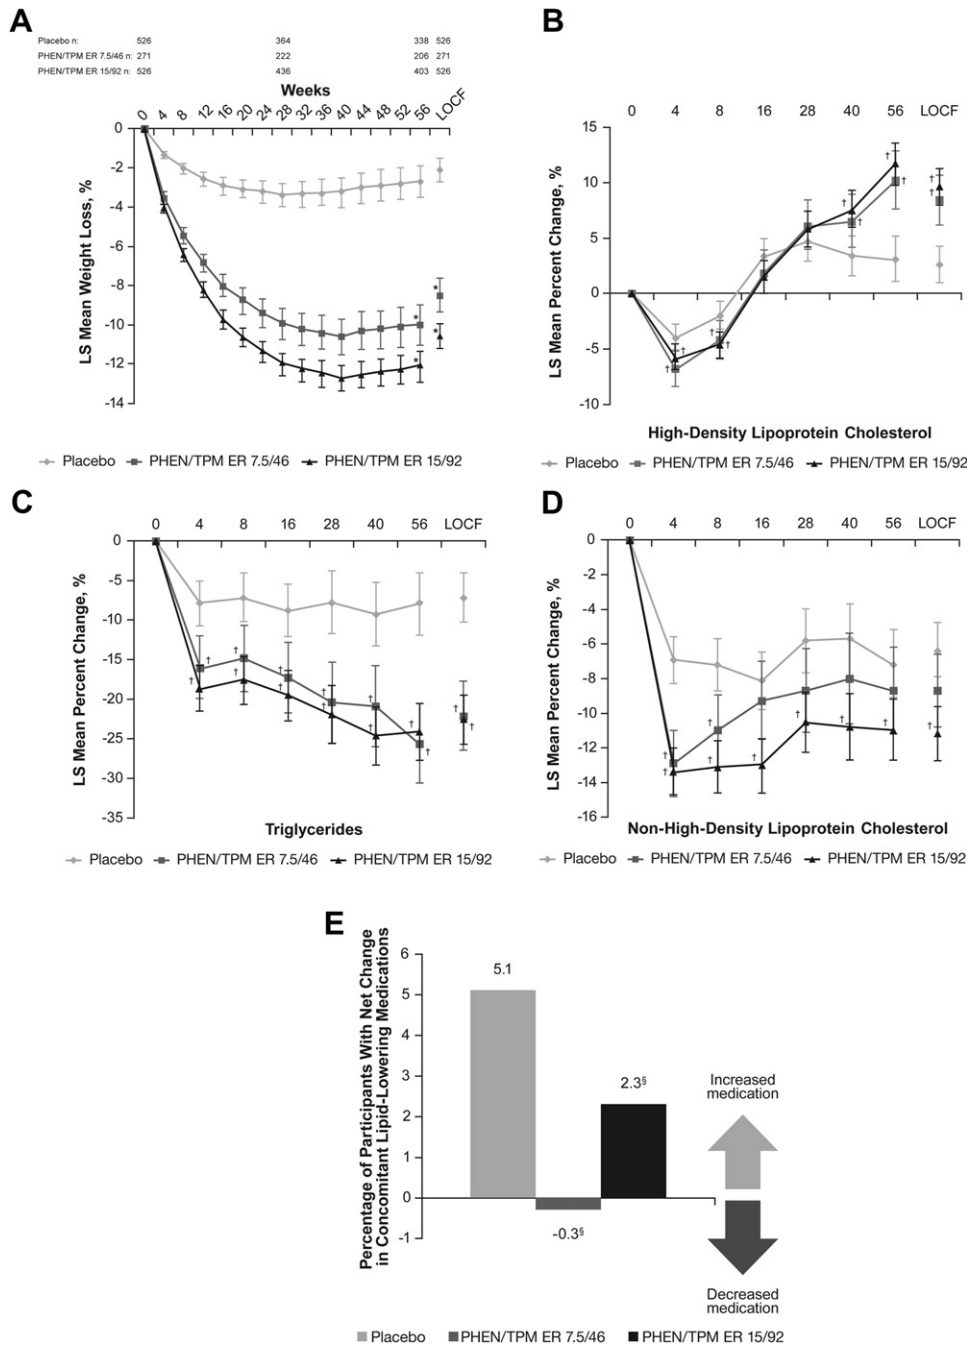 A
Placebo n: 526 364 338 526
PHEN/TPM ER 7.5/46 n: 271 222 206 271
PHEN/TPM ER 15/92 n: 526 436 403 526
Weeks
0 4 8 12 16 20 24 28 32 36 40 44 48 52 56 LOCF
LS Mean Weight Loss, %
0
-2
-4
-6
-8
-10
-12
-14
*
*
*
*
Placebo PHEN/TPM ER 7.5/46 PHEN/TPM ER 15/92
B
0 4 8 16 28 40 56 LOCF
LS Mean Percent Change, %
15
10
5
0
-5
-10
† † † † † † † † † †
High-Density Lipoprotein Cholesterol
Placebo PHEN/TPM ER 7.5/46 PHEN/TPM ER 15/92
C
0 4 8 16 28 40 56 LOCF
LS Mean Percent Change, %
0
-5
-10
-15
-20
-25
-30
-35
† † † † † † † † † † † † † †
Triglycerides
Placebo PHEN/TPM ER 7.5/46 PHEN/TPM ER 15/92
D
0 4 8 16 28 40 56 LOCF
LS Mean Percent Change, %
0
-2
-4
-6
-8
-10
-12
-14
-16
† † † † † † † † †
Non-High-Density Lipoprotein Cholesterol
Placebo PHEN/TPM ER 7.5/46 PHEN/TPM ER 15/92
E
Percentage of Participants With Net Change
in Concomitant Lipid-Lowering Medications
6
5
4
3
2
1
0
-1
5.1
-0.3§
2.3§
Increased
medication
Decreased
medication
Placebo PHEN/TPM ER 7.5/46 PHEN/TPM ER 15/92